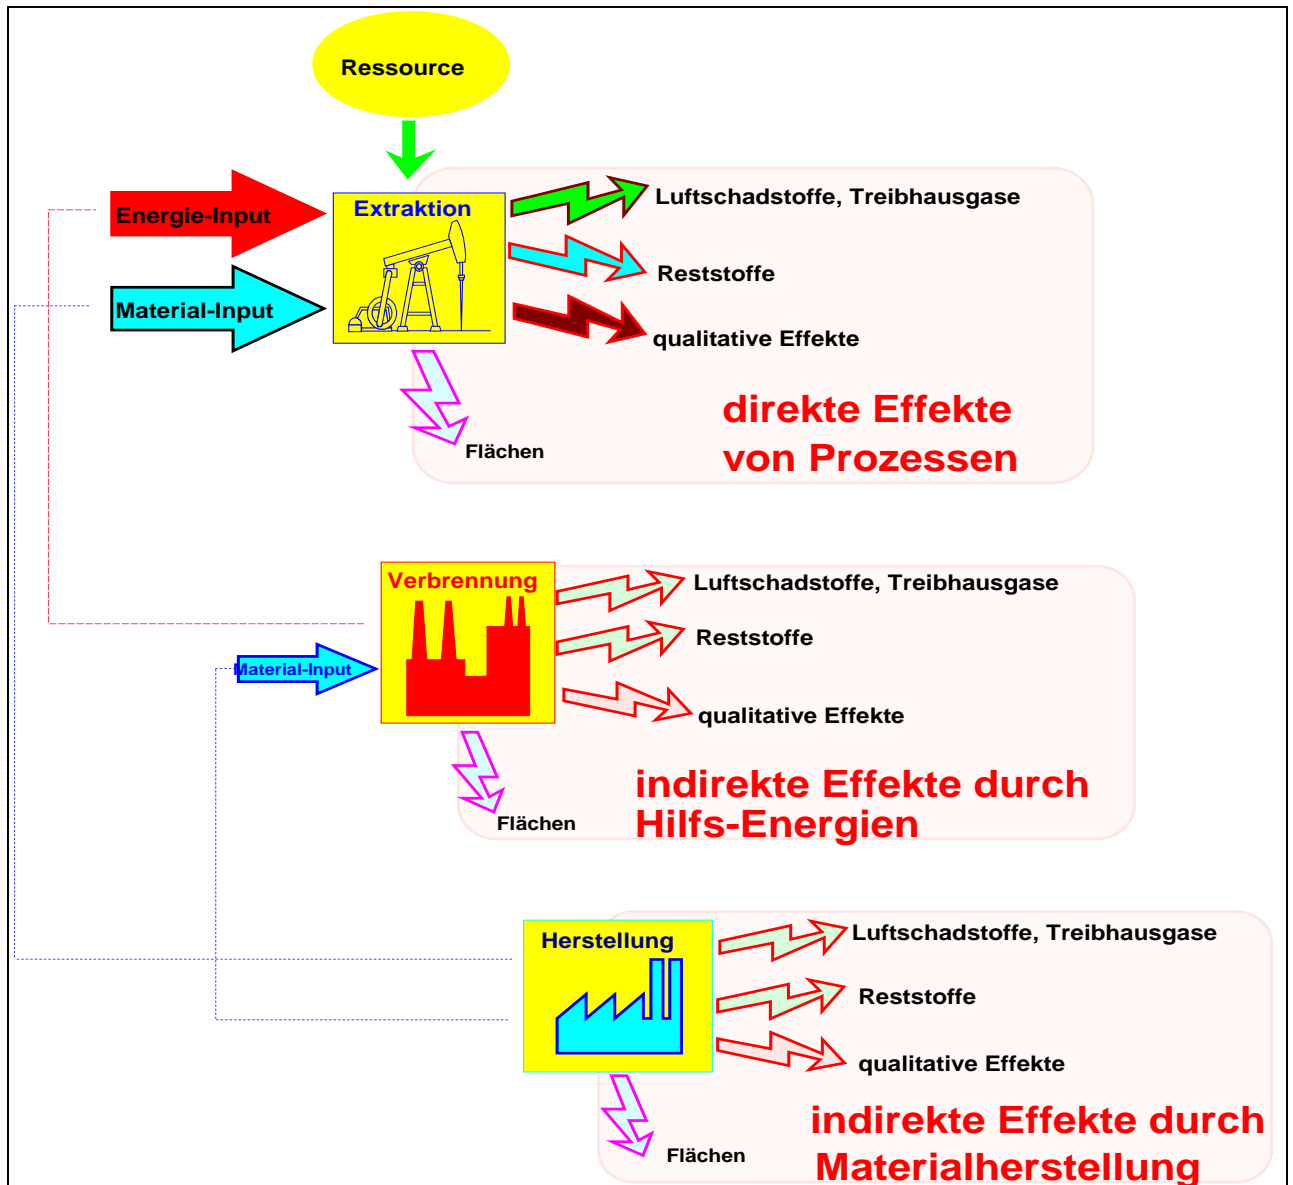 Ressource
Energie-Input
Extraktion
Luftschadstoffe, Treibhausgase
Reststoffe
Material-Input
qualitative Effekte
direkte Effekte
von Prozessen
Flächen
Verbrennung
Luftschadstoffe, Treibhausgase
Reststoffe
Material-Input
qualitative Effekte
indirekte Effekte durch
Hilfs-Energien
Flächen
Herstellung
Luftschadstoffe, Treibhausgase
Reststoffe
qualitative Effekte
indirekte Effekte durch
Materialherstellung
Flächen